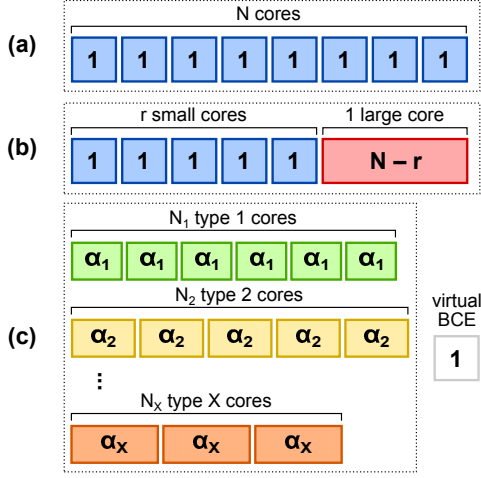 N cores
(a)
1 1 1 1 1 1 1 1
r small cores 1 large core
(b)
1 1 1 1 1 N – r
N₁ type 1 cores
α₁ α₁ α₁ α₁ α₁ α₁
N₂ type 2 cores
(c)
α₂ α₂ α₂ α₂ α₂
⋮
Nₓ type X cores
αₓ αₓ αₓ
virtual
BCE
1